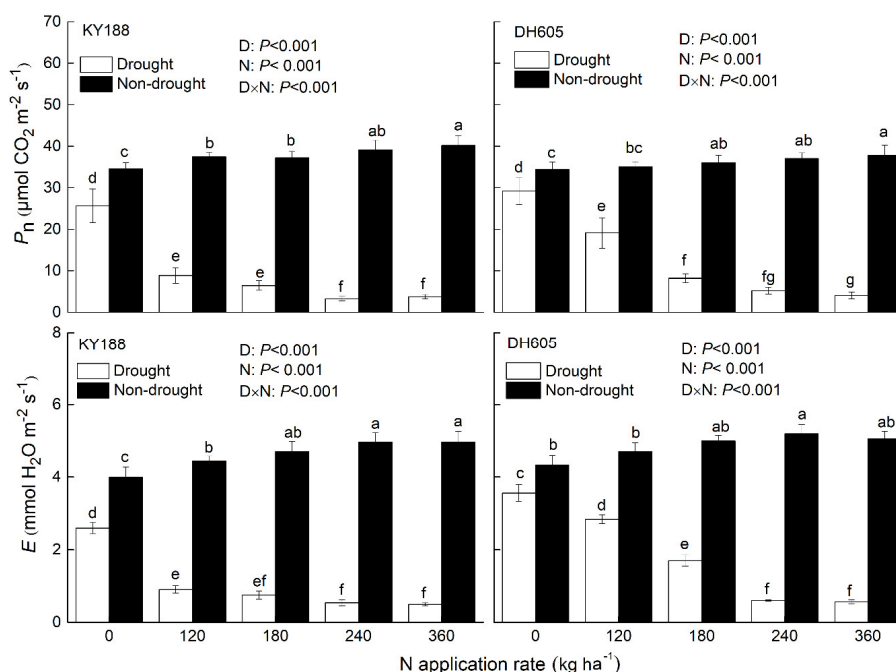 KY188
Drought
Non-drought
D: P<0.001
N: P< 0.001
D×N: P<0.001
70
60
50
40
30
20
10
0
Pn (µmol CO2 m-2 s-1)
d
c
e
b
e
b
f
ab
f
a
DH605
Drought
Non-drought
D: P<0.001
N: P< 0.001
D×N: P<0.001
d
c
e
bc
f
ab
fg
ab
g
a
KY188
Drought
Non-drought
D: P<0.001
N: P< 0.001
D×N: P<0.001
8
6
4
2
0
E (mmol H2O m-2 s-1)
d
c
e
b
ef
ab
f
a
f
a
0 120 180 240 360
DH605
Drought
Non-drought
D: P<0.001
N: P< 0.001
D×N: P<0.001
c
b
d
b
e
ab
f
a
f
ab
0 120 180 240 360
N application rate (kg ha-1)